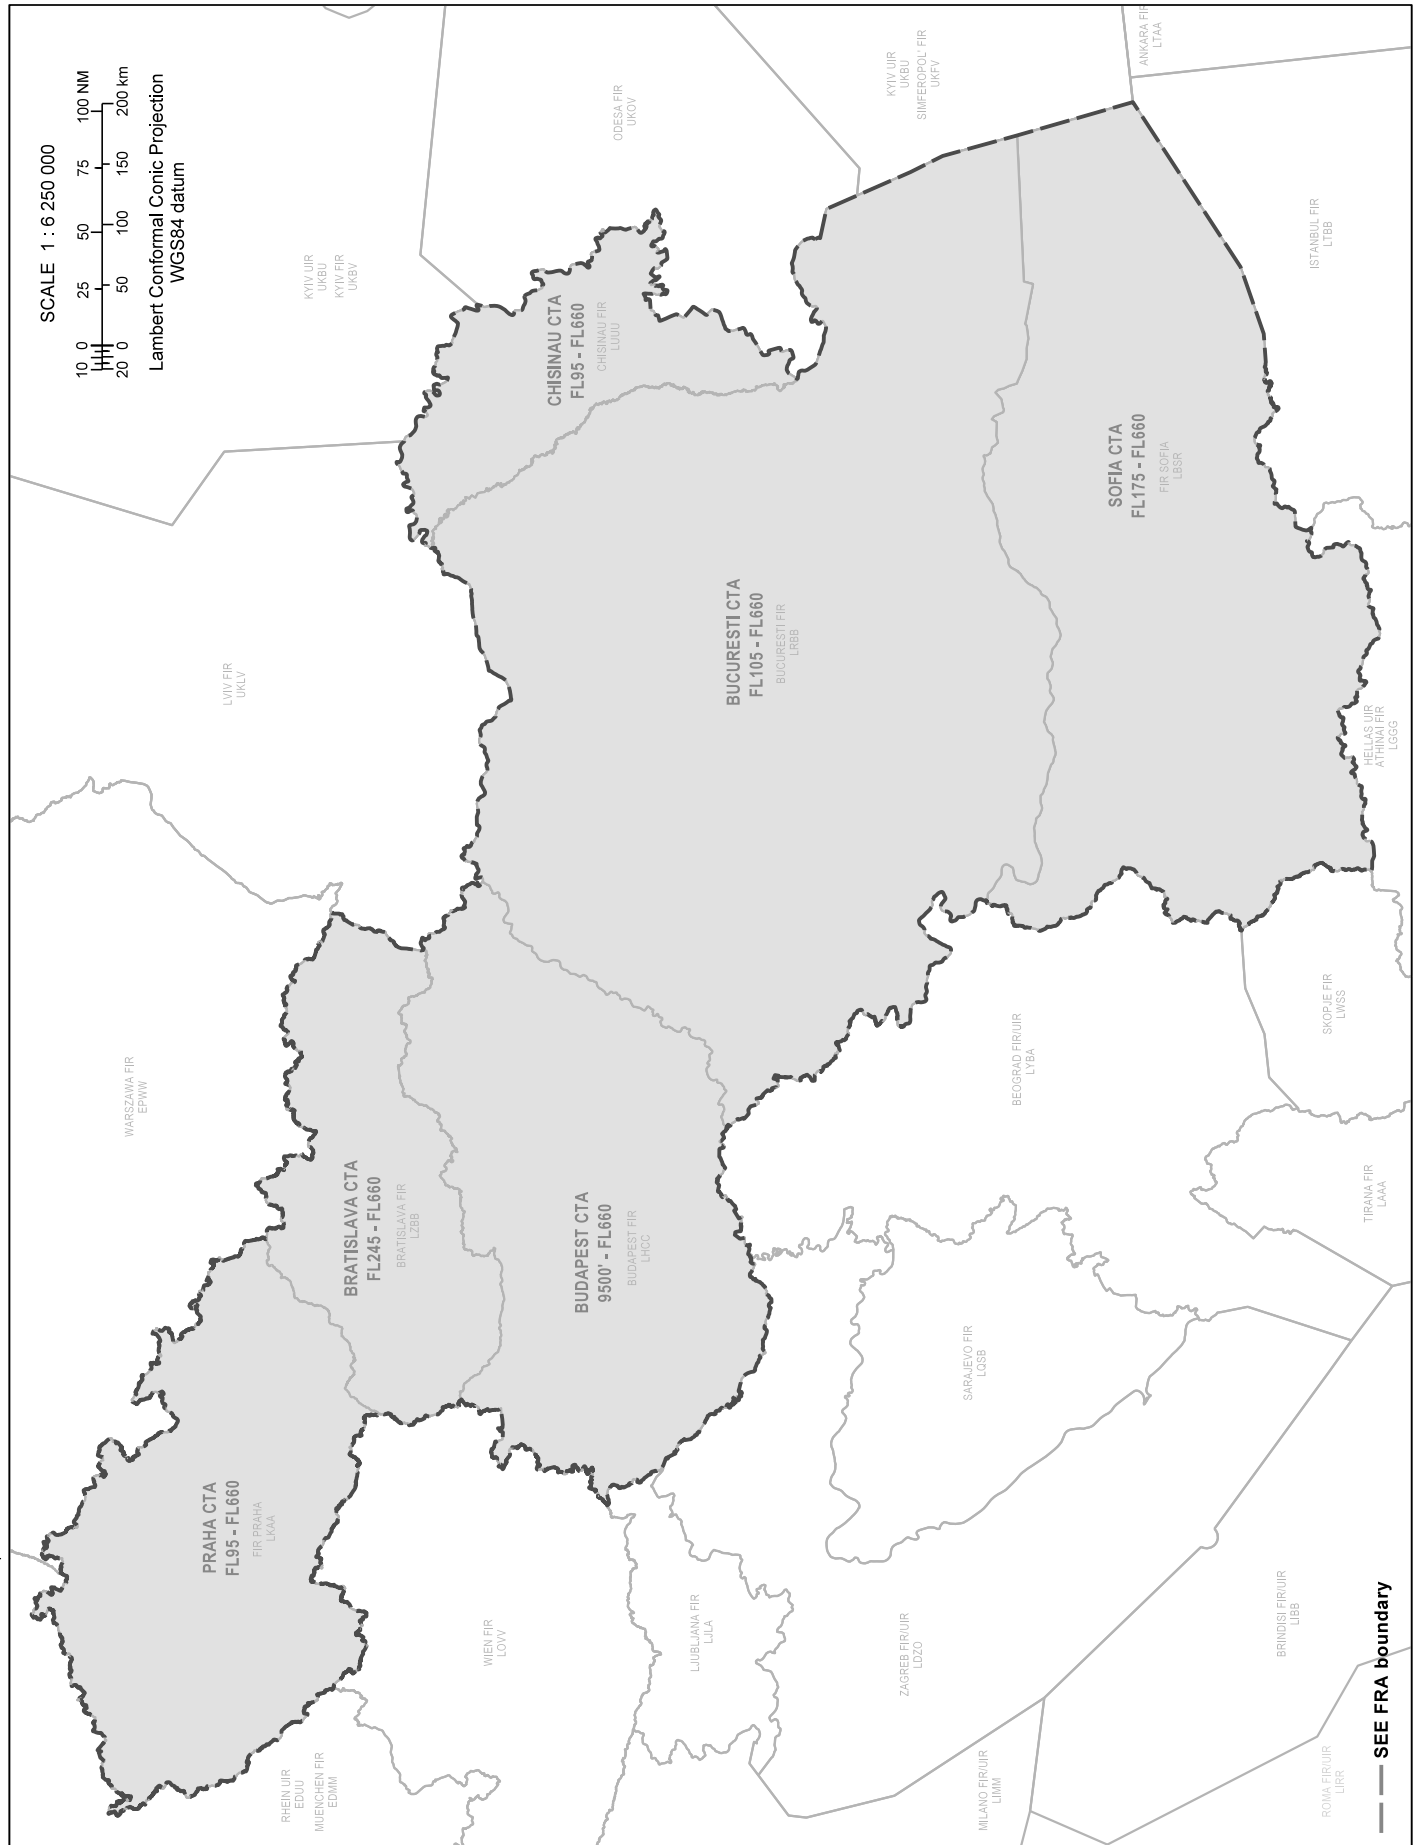 SCALE 1 : 6 250 000
10 0 25 50 75 100 NM
20 0 50 100 150 200 km
Lambert Conformal Conic Projection
WGS84 datum
WARSZAWA FIR
EPWW
LVIV FIR
UKLV
KYIV UIR
UKBU
KYIV FIR
UKBV
ODESA FIR
UKOV
KYIV UIR
UKBU
SIMFEROPOL' FIR
UKFV
ANKARA FIR
LTAA
ISTANBUL FIR
LTBB
PRAHA CTA
FL95 - FL660
FIR PRAHA
LKAA
BRATISLAVA CTA
FL245 - FL660
BRATISLAVA FIR
LZBB
BUDAPEST CTA
9500' - FL660
BUDAPEST FIR
LHCC
CHISINAU CTA
FL95 - FL660
CHISINAU FIR
LUUU
BUCURESTI CTA
FL105 - FL660
BUCURESTI FIR
LRBB
SOFIA CTA
FL175 - FL660
FIR SOFIA
LBSR
RHEIN UIR
EDUU
MUENCHEN FIR
EDMM
WIEN FIR
LOVV
LJUBLJANA FIR
LJLA
ZAGREB FIR/UIR
LDZO
SARAJEVO FIR
LQSB
BEOGRAD FIR/UIR
LYBA
SKOPJE FIR
LWSS
TIRANA FIR
LAAA
HELLAS UIR
ATHINAI FIR
LGGG
MILANO FIR/UIR
LIMM
BRINDISI FIR/UIR
LIBB
ROMA FIR/UIR
LIRR
SEE FRA boundary